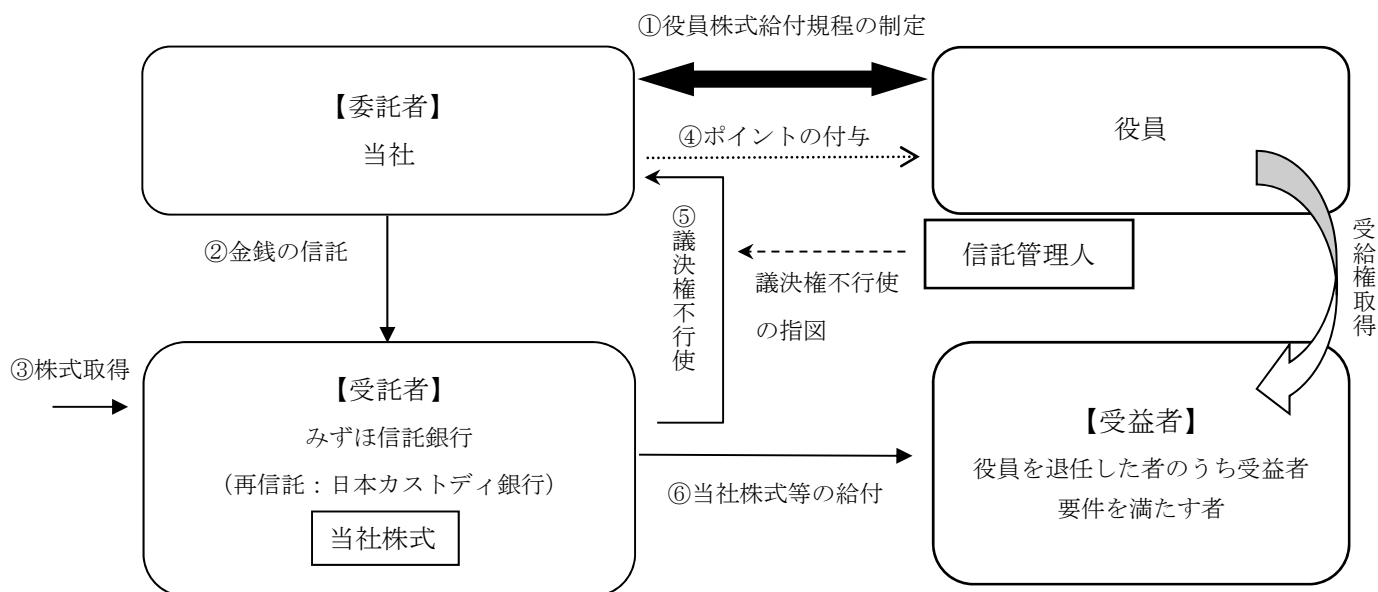 ①役員株式給付規程の制定
【委託者】
当社
④ポイントの付与
役員
②金銭の信託
⑤議決権不行使
議決権不行使
の指図
信託管理人
受給権取得
③株式取得
【受託者】
みずほ信託銀行
(再信託：日本カストディ銀行)
当社株式
⑥当社株式等の給付
【受益者】
役員を退任した者のうち受益者
要件を満たす者